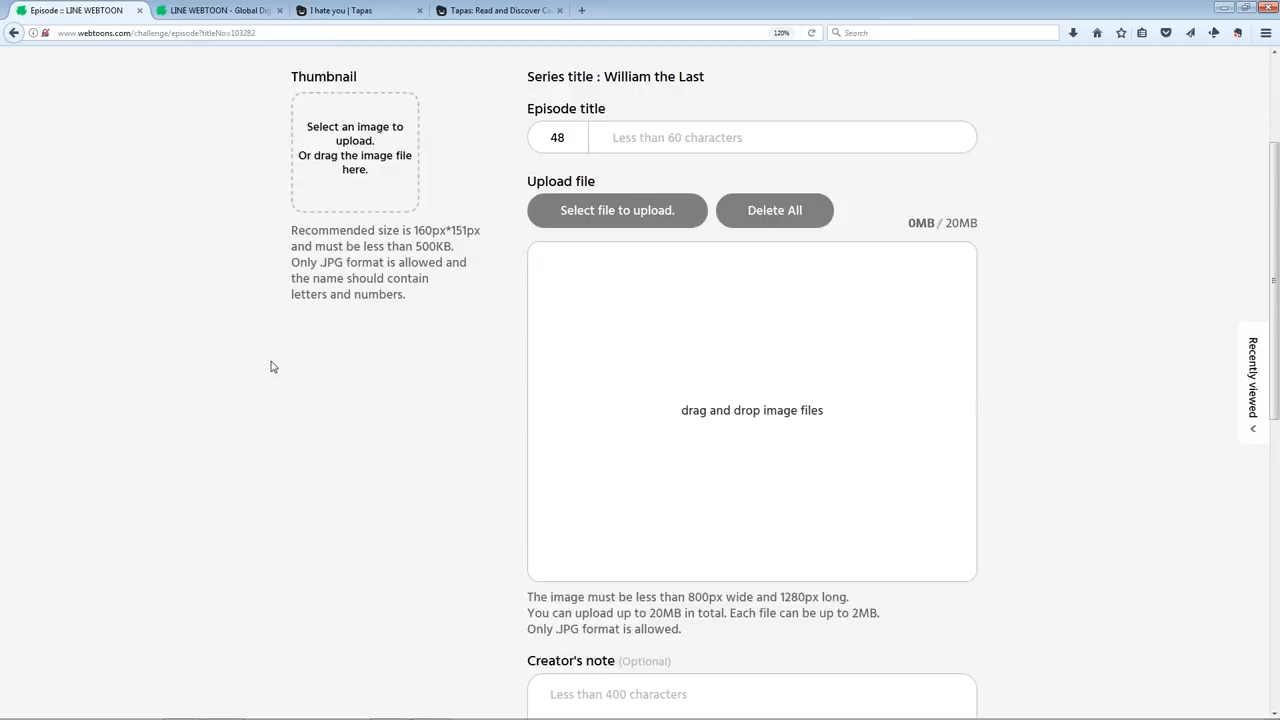 Episode :: LINE WEBTOON
LINE WEBTOON - Global Dig
I hate you | Tapas
Tapas: Read and Discover Co
www.webtoons.com/challenge/episode?titleNo=103282
120%
Search
Thumbnail
Select an image to
upload.
Or drag the image file
here.
Recommended size is 160px*151px
and must be less than 500KB.
Only .JPG format is allowed and
the name should contain
letters and numbers.
Series title : William the Last
Episode title
48
Less than 60 characters
Upload file
Select file to upload.
Delete All
0MB / 20MB
drag and drop image files
The image must be less than 800px wide and 1280px long.
You can upload up to 20MB in total. Each file can be up to 2MB.
Only .JPG format is allowed.
Creator's note (Optional)
Less than 400 characters
Recently viewed